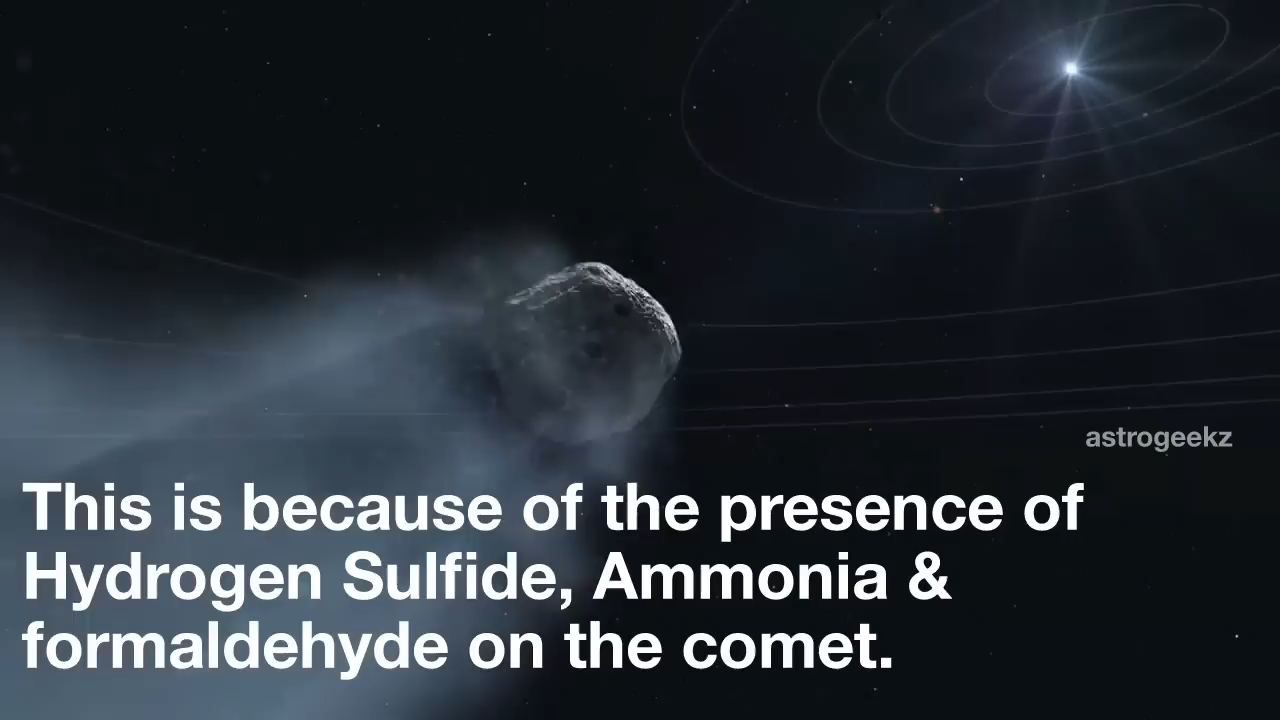 astrogeekz
This is because of the presence of
Hydrogen Sulfide, Ammonia &
formaldehyde on the comet.